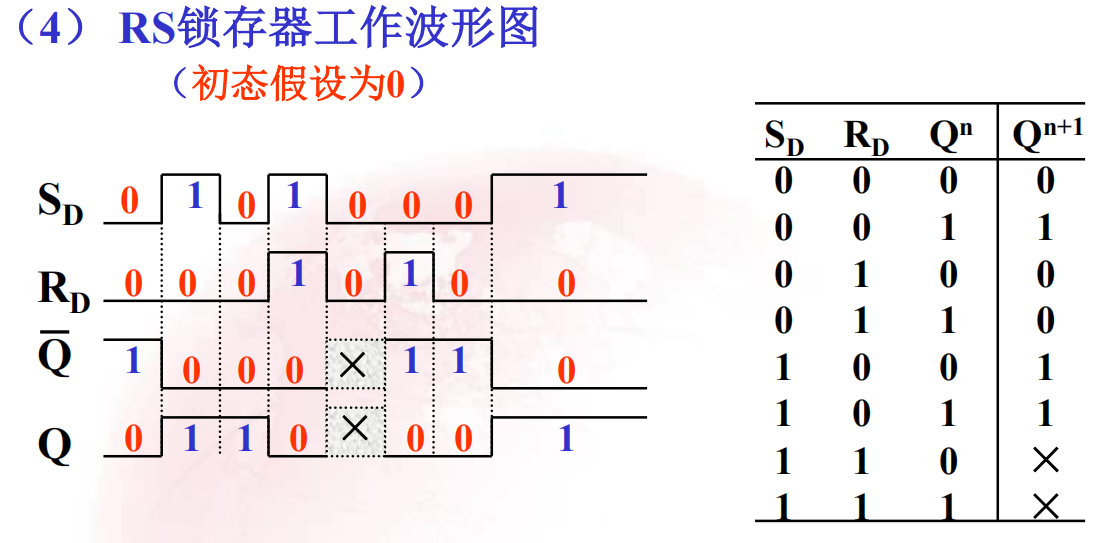 （4） RS锁存器工作波形图
（初态假设为0）
S_D 0 1 0 1 0 0 0 1
R_D 0 0 0 1 0 1 0 0
Q̅ 1 0 0 0 × 1 1 0
Q 0 1 1 0 × 0 0 1
S_D R_D Qⁿ Qⁿ⁺¹
0 0 0 0
0 0 1 1
0 1 0 0
0 1 1 0
1 0 0 1
1 0 1 1
1 1 0 ×
1 1 1 ×